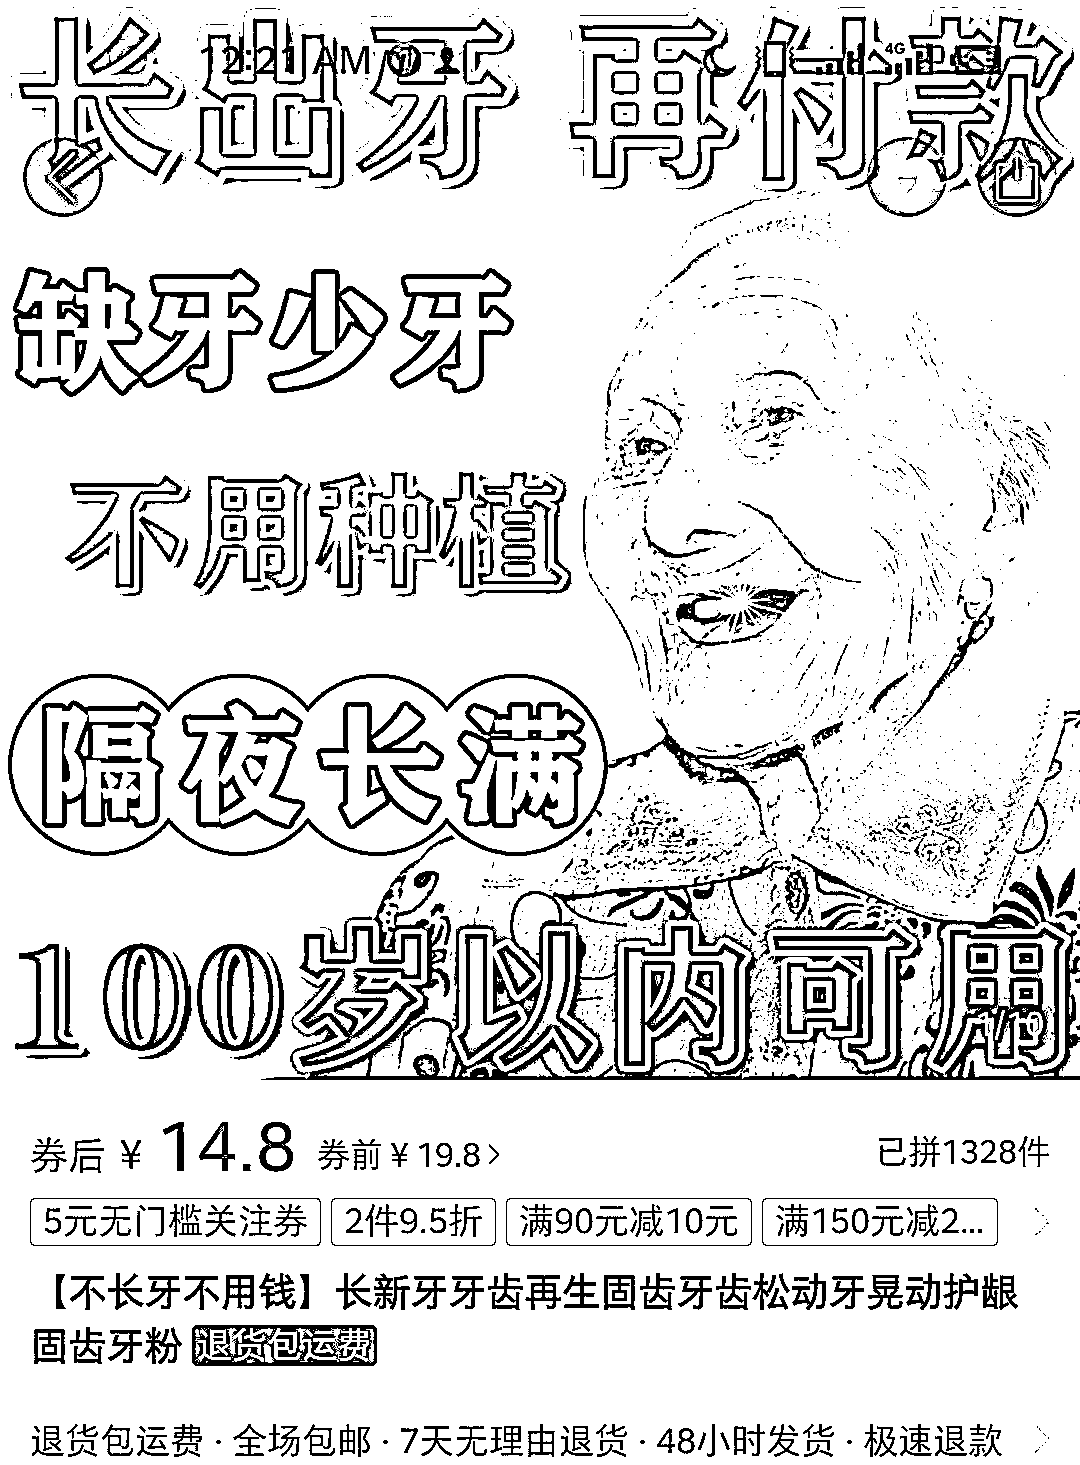 长出牙 再付款
12:21 AM
4G
缺牙少牙
不用种植
隔夜长满
100岁以内可用
券后 ¥ 14.8 券前 ¥ 19.8 已拼1328件
5元无门槛关注券 2件9.5折 满90元减10元 满150元减2...
【不长牙不用钱】长新牙牙齿再生固齿牙齿松动牙晃动护龈
固齿牙粉 退货包运费
退货包运费 · 全场包邮 · 7天无理由退货 · 48小时发货 · 极速退款